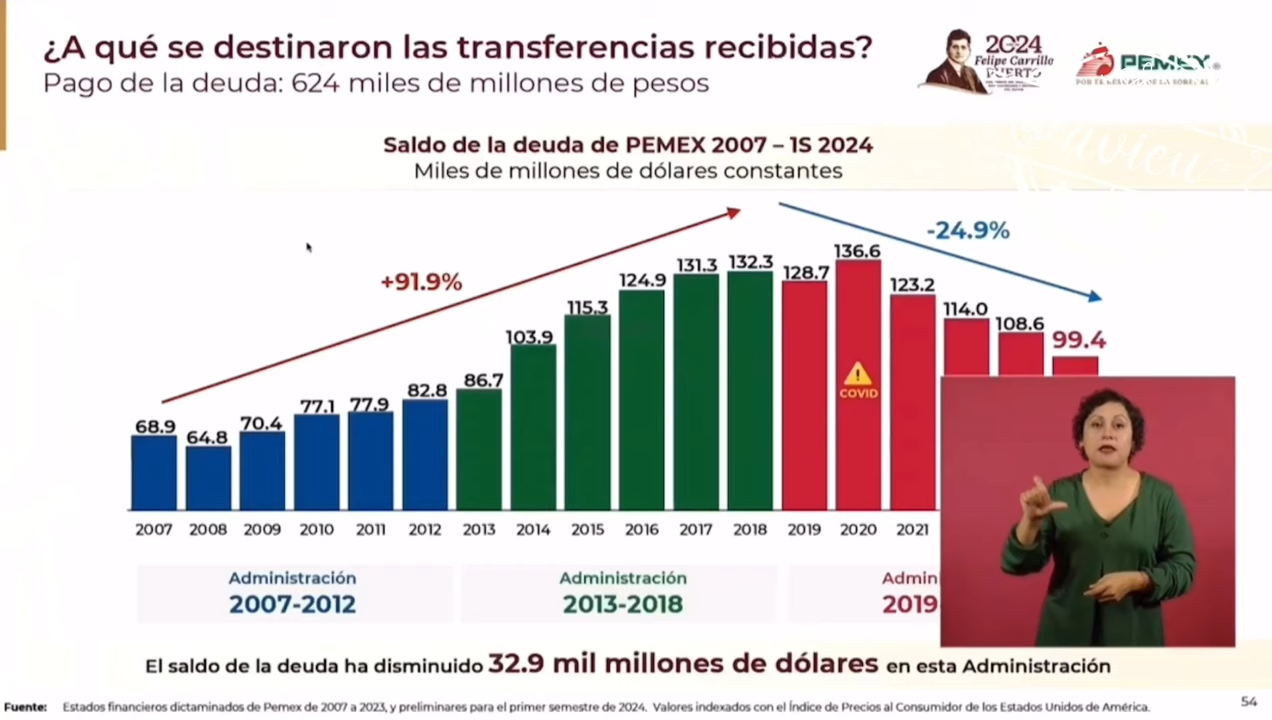 ¿A qué se destinaron las transferencias recibidas?
Pago de la deuda: 624 miles de millones de pesos
2024
Felipe Carrillo
PUERTO
PEMEX
Saldo de la deuda de PEMEX 2007 – 1S 2024
Miles de millones de dólares constantes
+91.9%
-24.9%
68.9 64.8 70.4 77.1 77.9 82.8 86.7 103.9 115.3 124.9 131.3 132.3 128.7 136.6 123.2 114.0 108.6 99.4
COVID
2007 2008 2009 2010 2011 2012 2013 2014 2015 2016 2017 2018 2019 2020 2021
Administración
2007-2012
Administración
2013-2018
Admin
2019
El saldo de la deuda ha disminuido 32.9 mil millones de dólares en esta Administración
Fuente: Estados financieros dictaminados de Pemex de 2007 a 2023, y preliminares para el primer semestre de 2024. Valores indexados con el Índice de Precios al Consumidor de los Estados Unidos de América.
54